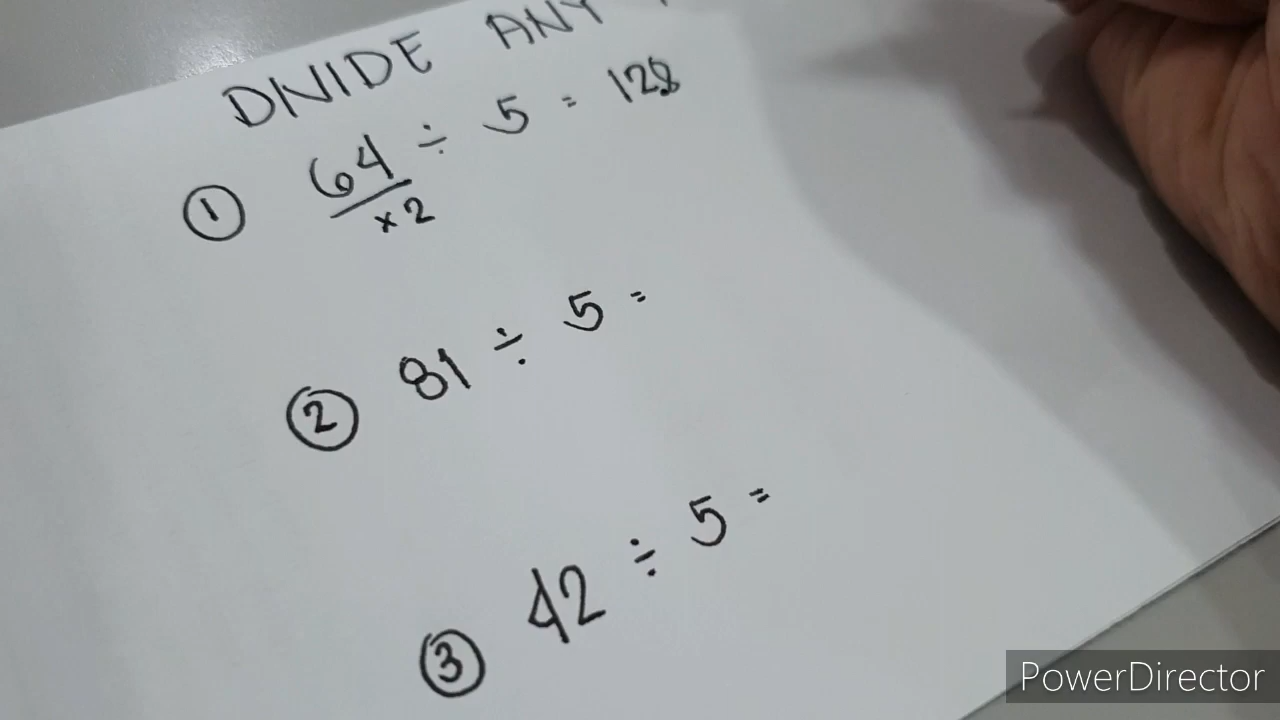 DIVIDE ANY
① 64 ÷ 5 = 128
×2
② 81 ÷ 5 =
③ 42 ÷ 5 =
PowerDirector